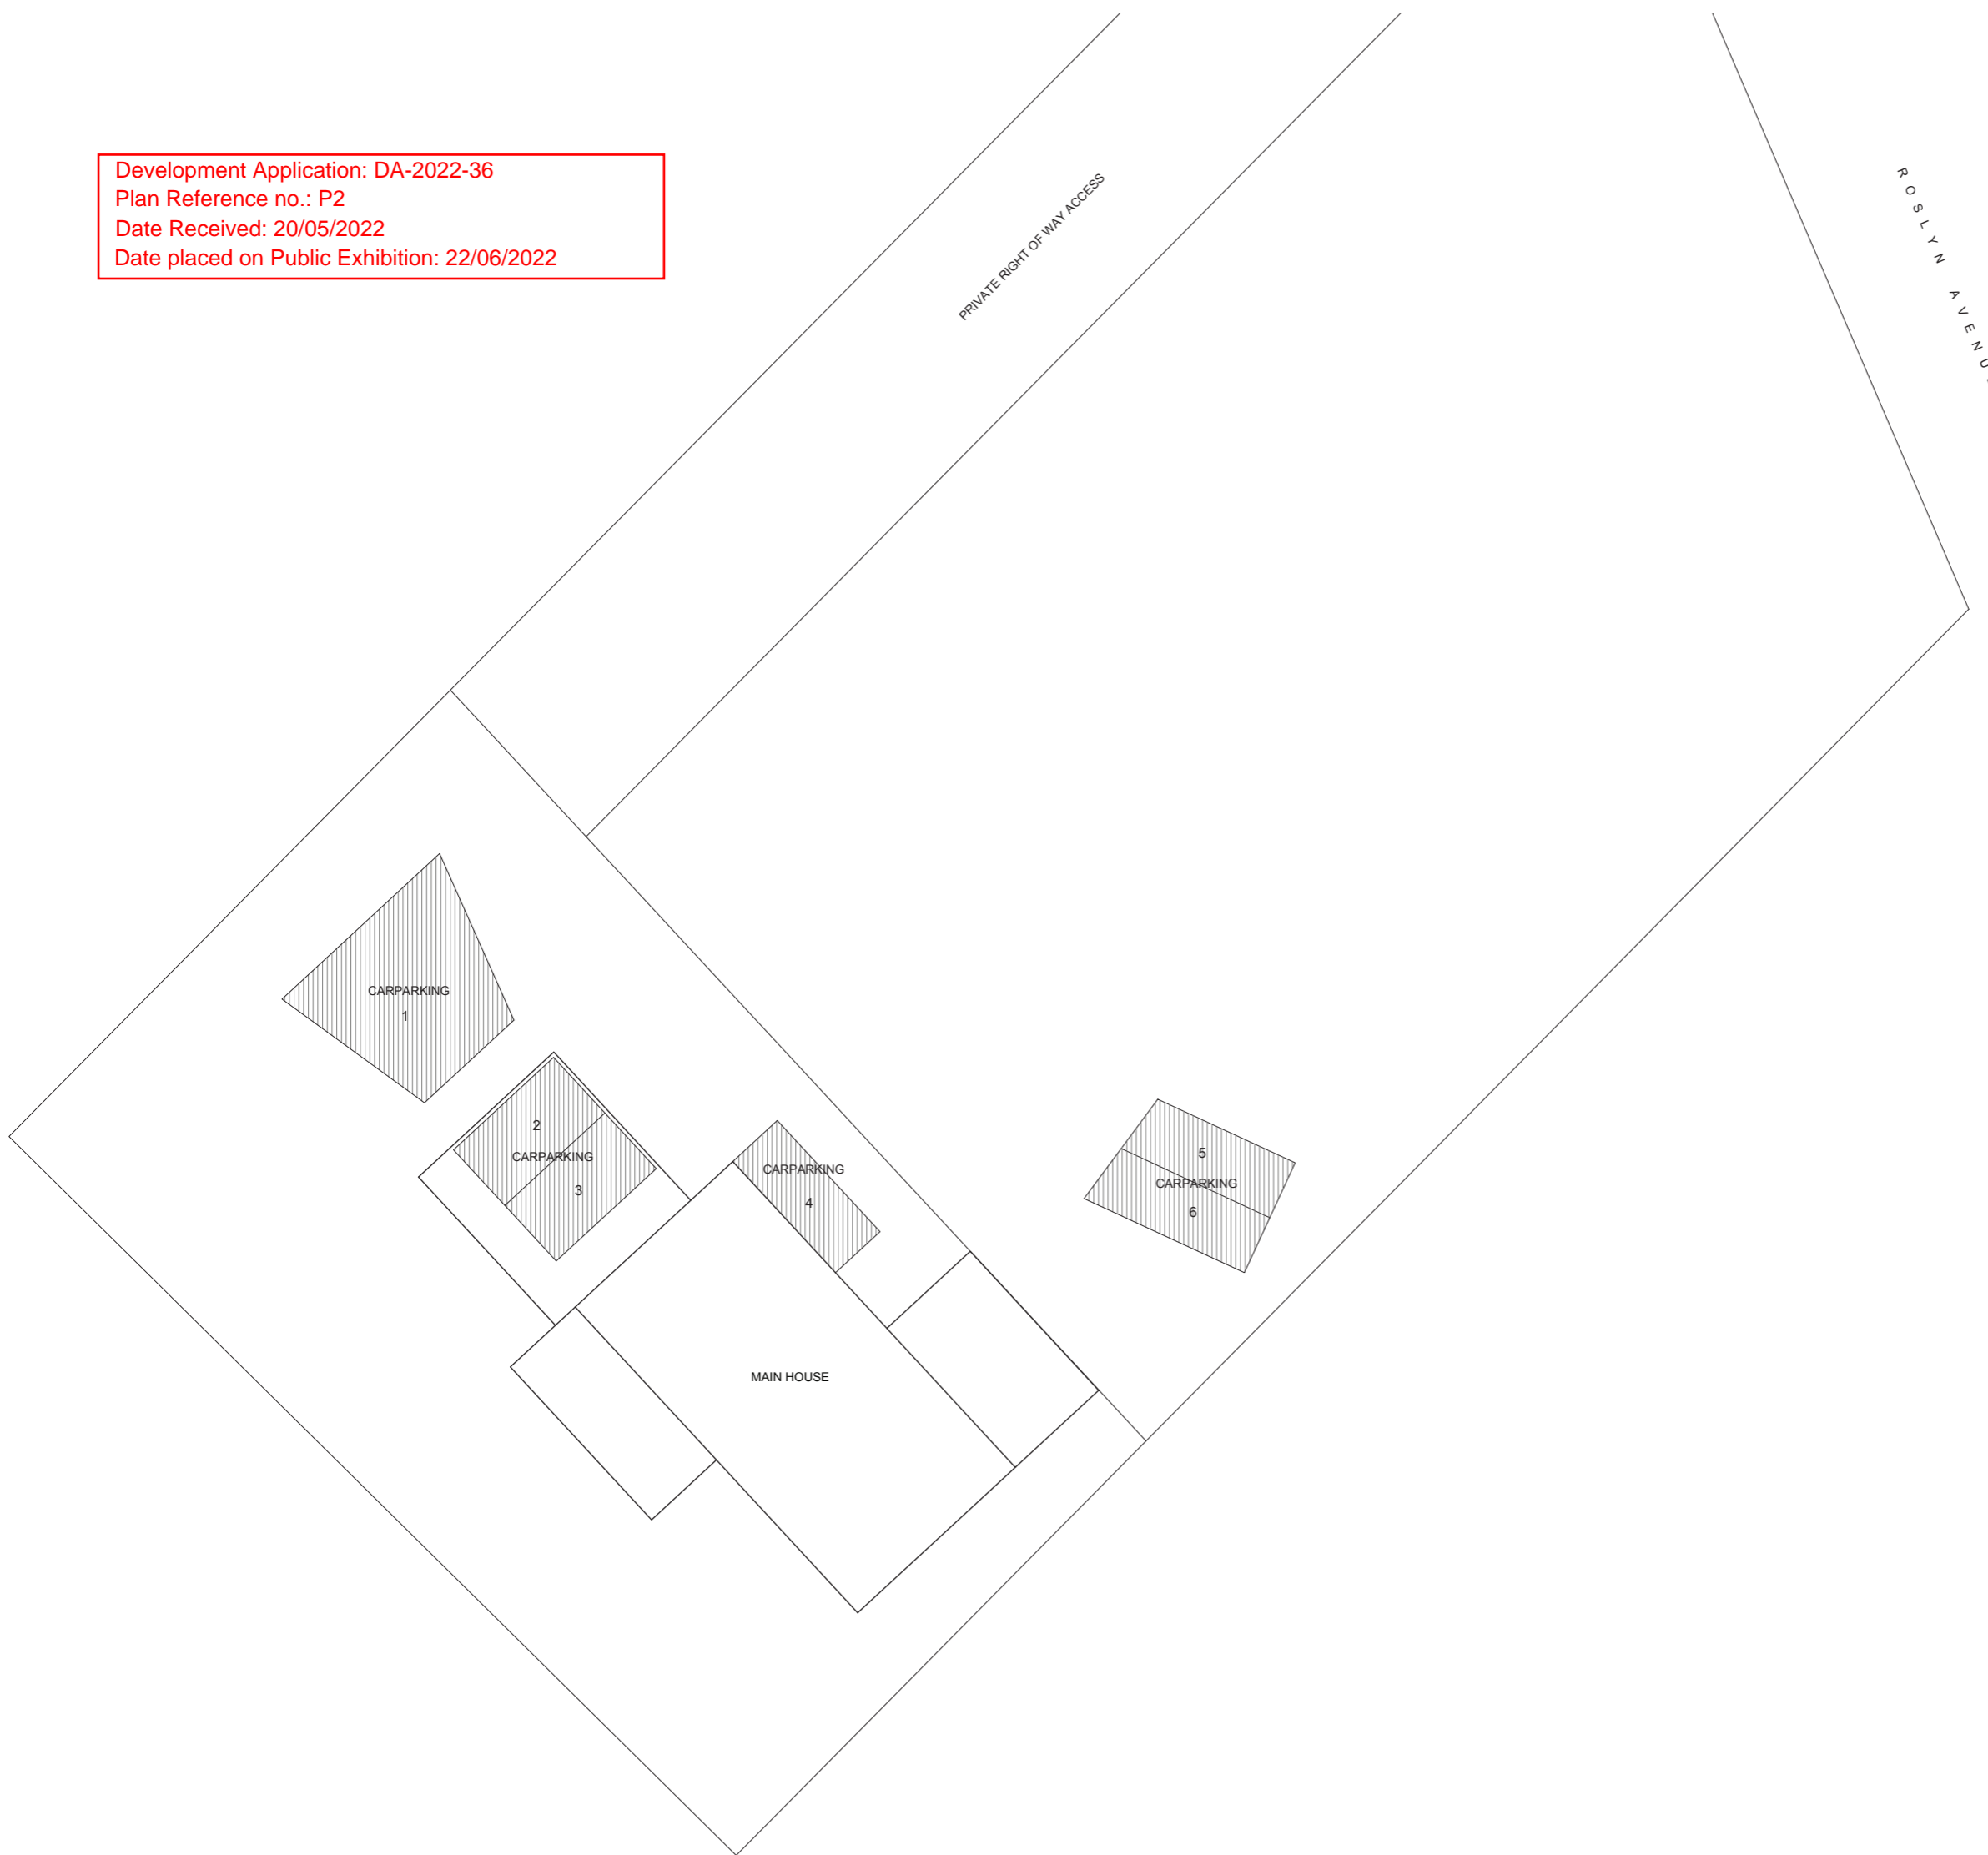 Development Application: DA-2022-36
Plan Reference no.: P2
Date Received: 20/05/2022
Date placed on Public Exhibition: 22/06/2022
PRIVATE RIGHT OF WAY ACCESS
ROSLYN AVENU
CARPARKING
1
2
CARPARKING
3
CARPARKING
4
5
CARPARKING
6
MAIN HOUSE